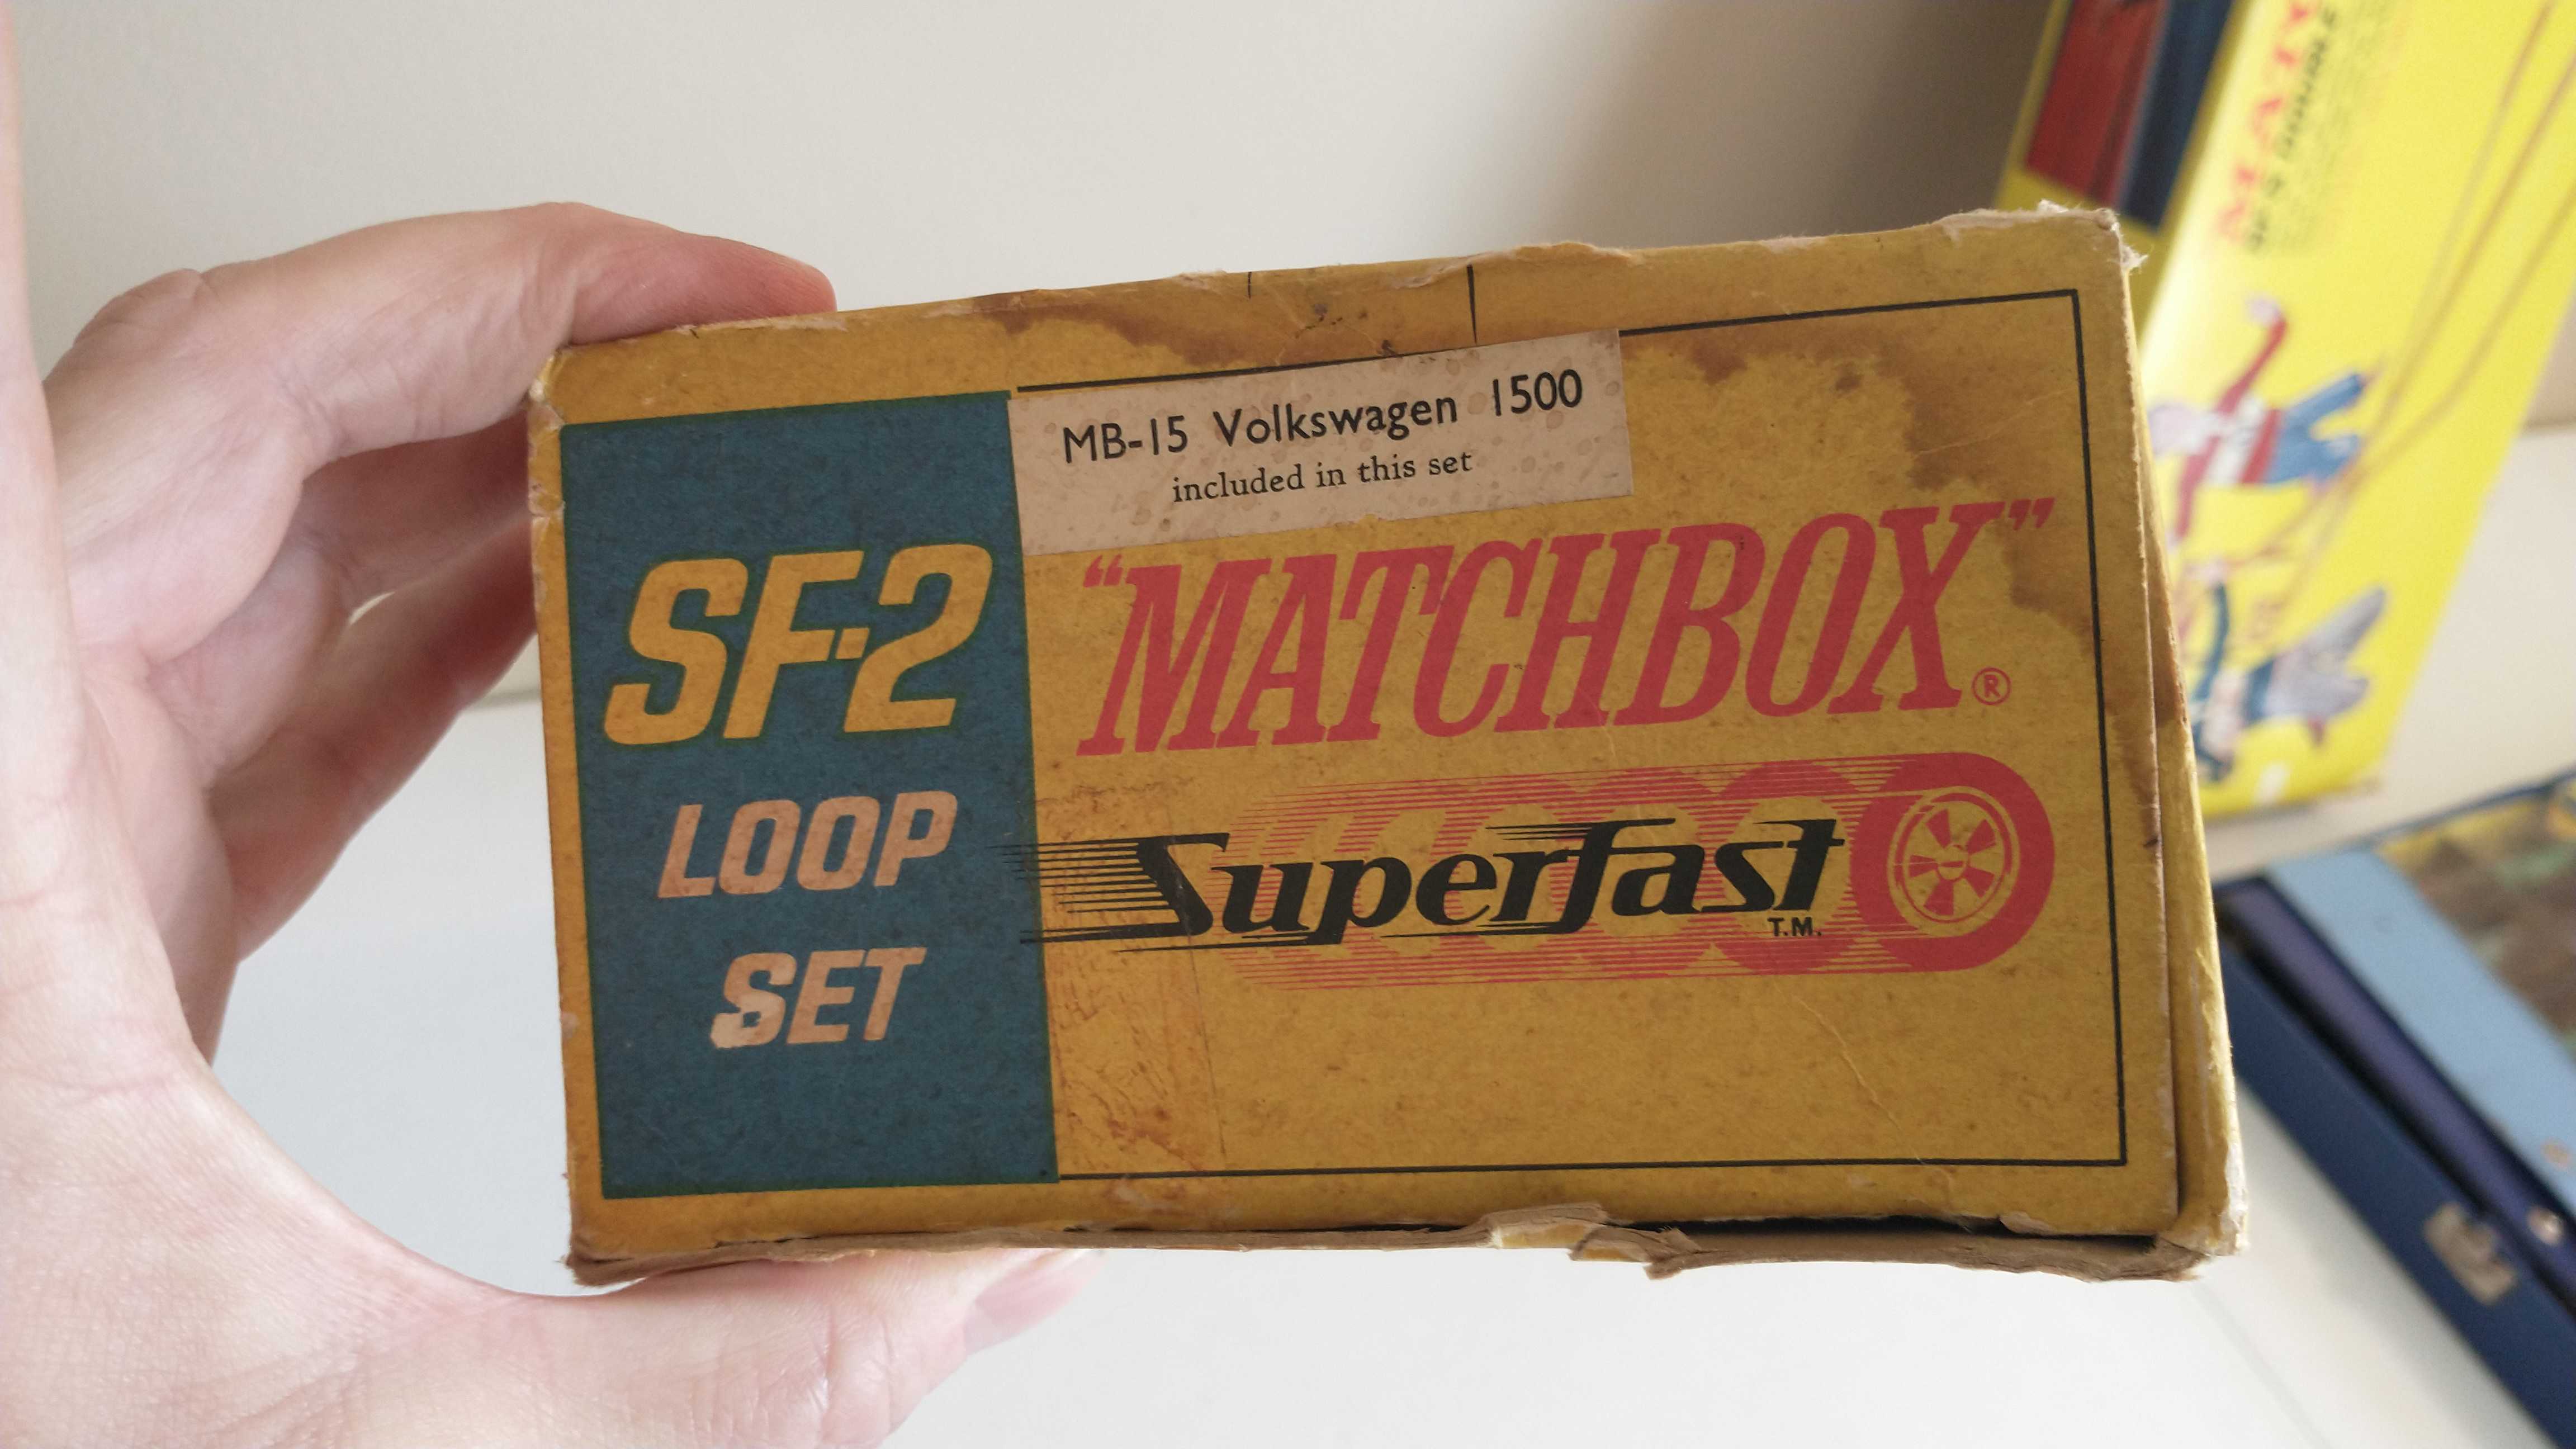 MB-15 Volkswagen 1500
included in this set
SF-2
LOOP
SET
"MATCHBOX"®
Superfast
T.M.